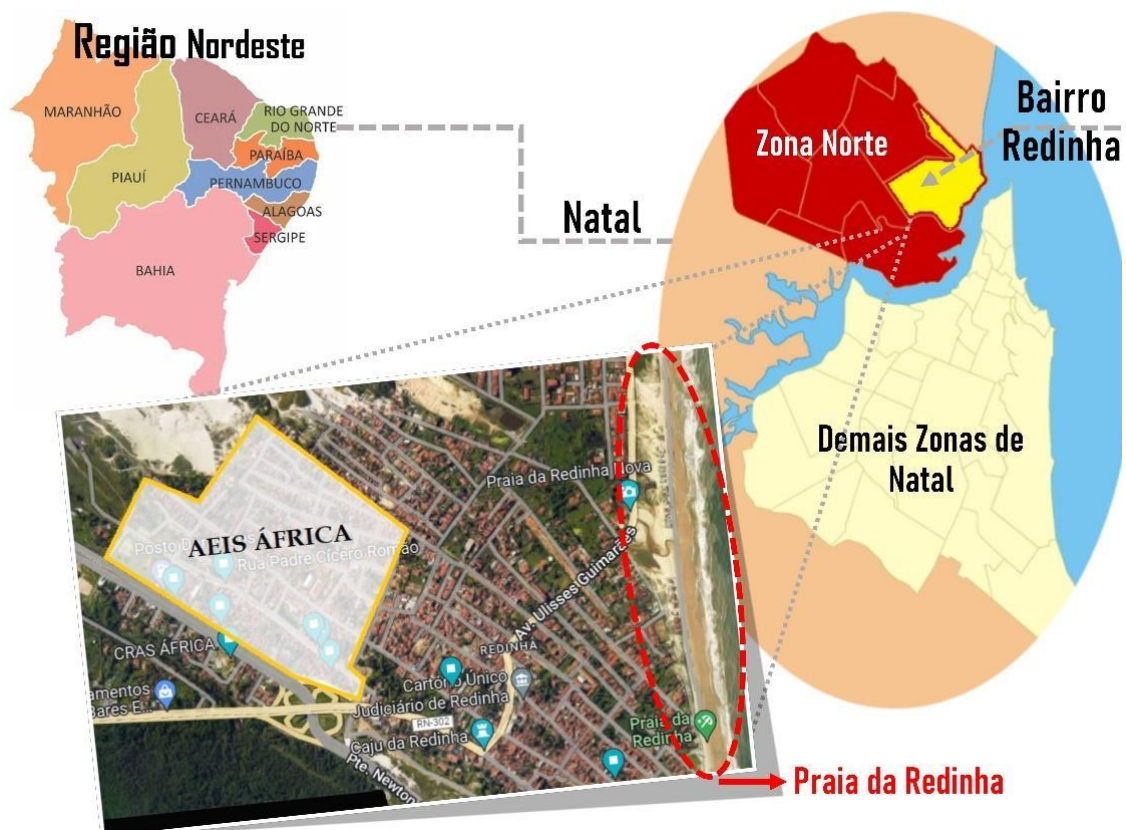 Região Nordeste
MARANHÃO
CEARÁ
RIO GRANDE
DO NORTE
PARAÍBA
PIAUÍ
PERNAMBUCO
ALAGOAS
SERGIPE
BAHIA
Natal
Zona Norte
Bairro
Redinha
Demais Zonas de
Natal
Praia da Redinha Nova
AEIS ÁFRICA
Posto
Rua Padre Cícero Romão
CRAS ÁFRICA
Av. Ulisses Guimarães
REDINHA
Cartório Único
Judiciário de Redinha
amentos
Bares E...
RN-302
Caju da Redinha
Praia da
Redinha
Pte. Newton
Praia da Redinha